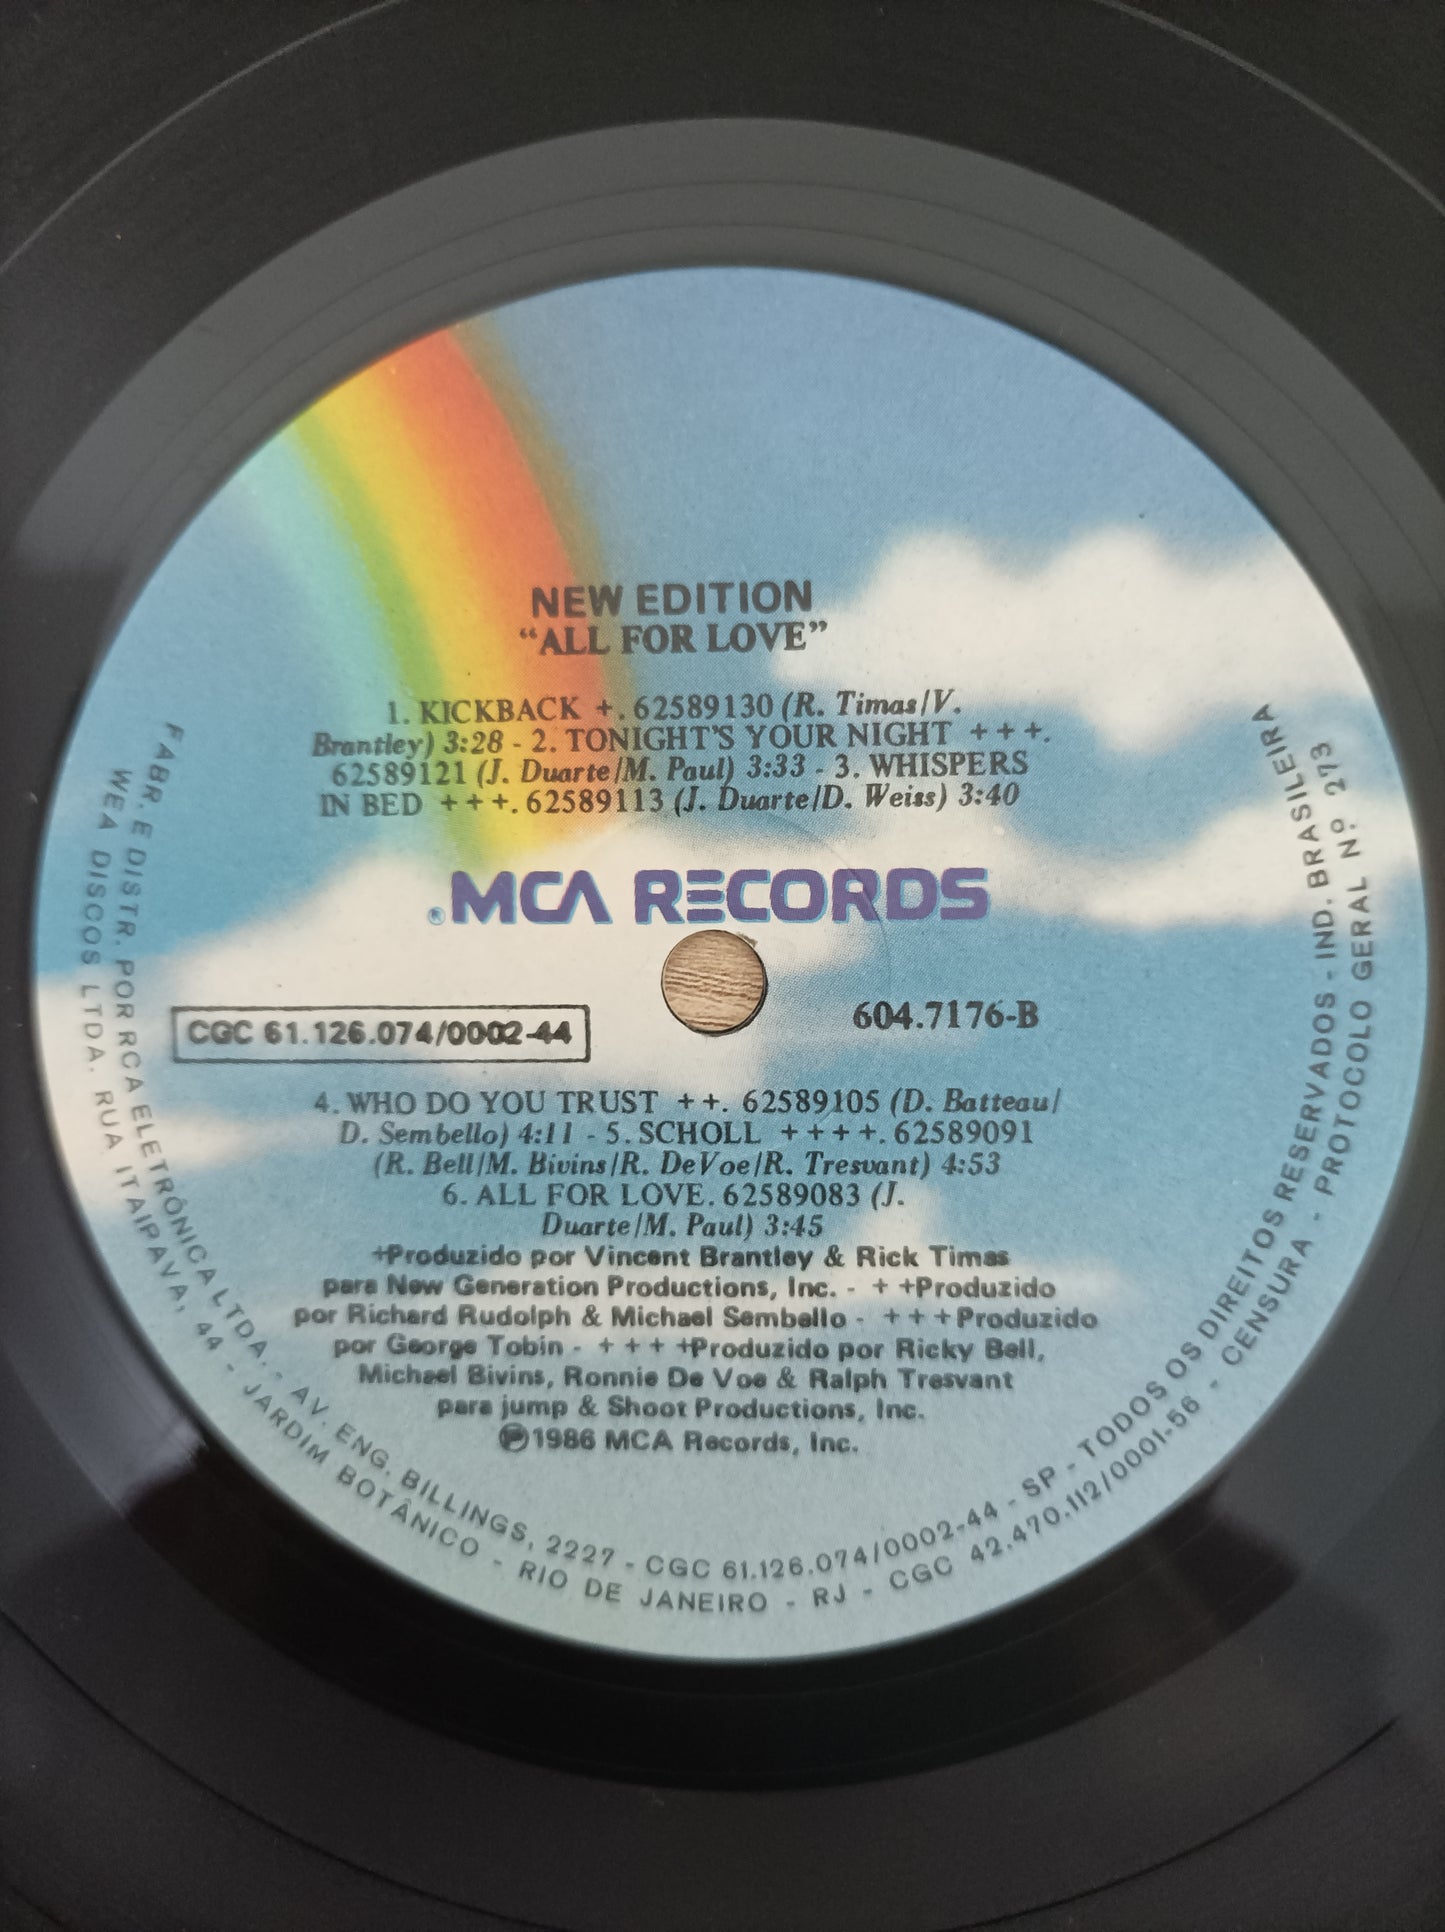 NEW EDITION
“ALL FOR LOVE”
1. KICKBACK +. 62589130 (R. Timas/V.
Brantley) 3:28 - 2. TONIGHT'S YOUR NIGHT +++.
62589121 (J. Duarte/M. Paul) 3:33 - 3. WHISPERS
IN BED +++. 62589113 (J. Duarte/D. Weiss) 3:40
®MCA RECORDS
CGC 61.126.074/0002-44
604.7176-B
4. WHO DO YOU TRUST ++. 62589105 (D. Batteau/
D. Sembello) 4:11 - 5. SCHOLL ++++. 62589091
(R. Bell/M. Bivins/R. DeVoe/R. Tresvant) 4:53
6. ALL FOR LOVE. 62589083 (J.
Duarte/M. Paul) 3:45
+Produzido por Vincent Brantley & Rick Timas
para New Generation Productions, Inc. - ++Produzido
por Richard Rudolph & Michael Sembello - +++Produzido
por George Tobin - ++++Produzido por Ricky Bell,
Michael Bivins, Ronnie De Voe & Ralph Tresvant
para jump & Shoot Productions, Inc.
℗1986 MCA Records, Inc.
FABR. E DISTR. POR RCA ELETRÔNICA LTDA. - AV. ENG. BILLINGS, 2227 - CGC 61.126.074/0002-44 - SP - TODOS OS DIREITOS RESERVADOS - IND. BRASILEIRA
WEA DISCOS LTDA. RUA ITAIPAVA, 44 - JARDIM BOTÂNICO - RIO DE JANEIRO - RJ - CGC 42.470.112/0001-56 - CENSURA - PROTOCOLO GERAL Nº. 273